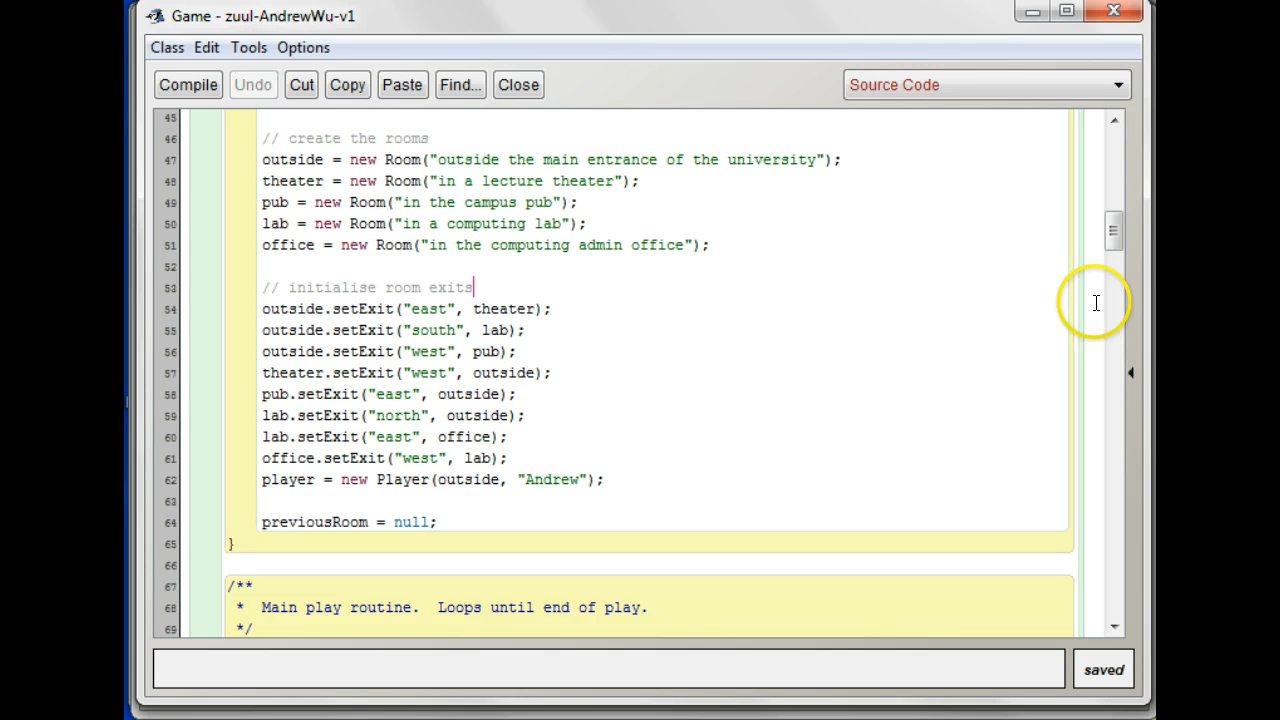 Game - zuul-AndrewWu-v1
Class Edit Tools Options
Compile Undo Cut Copy Paste Find... Close Source Code
45
46 // create the rooms
47 outside = new Room("outside the main entrance of the university");
48 theater = new Room("in a lecture theater");
49 pub = new Room("in the campus pub");
50 lab = new Room("in a computing lab");
51 office = new Room("in the computing admin office");
52
53 // initialise room exits
54 outside.setExit("east", theater);
55 outside.setExit("south", lab);
56 outside.setExit("west", pub);
57 theater.setExit("west", outside);
58 pub.setExit("east", outside);
59 lab.setExit("north", outside);
60 lab.setExit("east", office);
61 office.setExit("west", lab);
62 player = new Player(outside, "Andrew");
63
64 previousRoom = null;
65 }
66
67 /**
68 * Main play routine. Loops until end of play.
69 */
saved